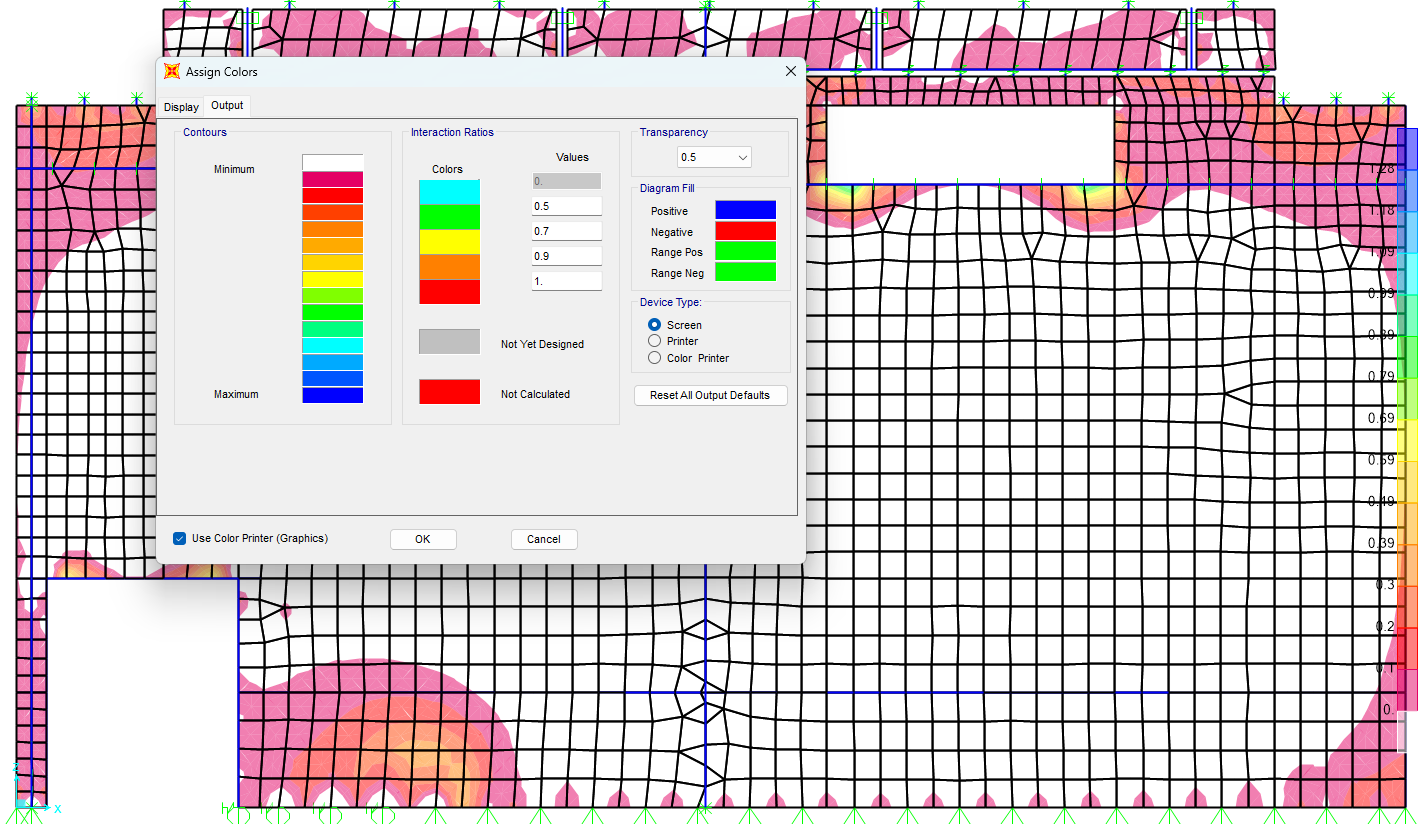 Assign Colors
Display Output
Contours
Minimum
Maximum
Interaction Ratios
Colors
Values
0.
0.5
0.7
0.9
1.
Not Yet Designed
Not Calculated
Transparency
0.5
Diagram Fill
Positive
Negative
Range Pos
Range Neg
Device Type:
Screen
Printer
Color Printer
Reset All Output Defaults
Use Color Printer (Graphics)
OK
Cancel
1.28
1.18
1.09
0.99
0.89
0.79
0.69
0.59
0.49
0.39
0.3
0.2
0.1
0.
Z
X